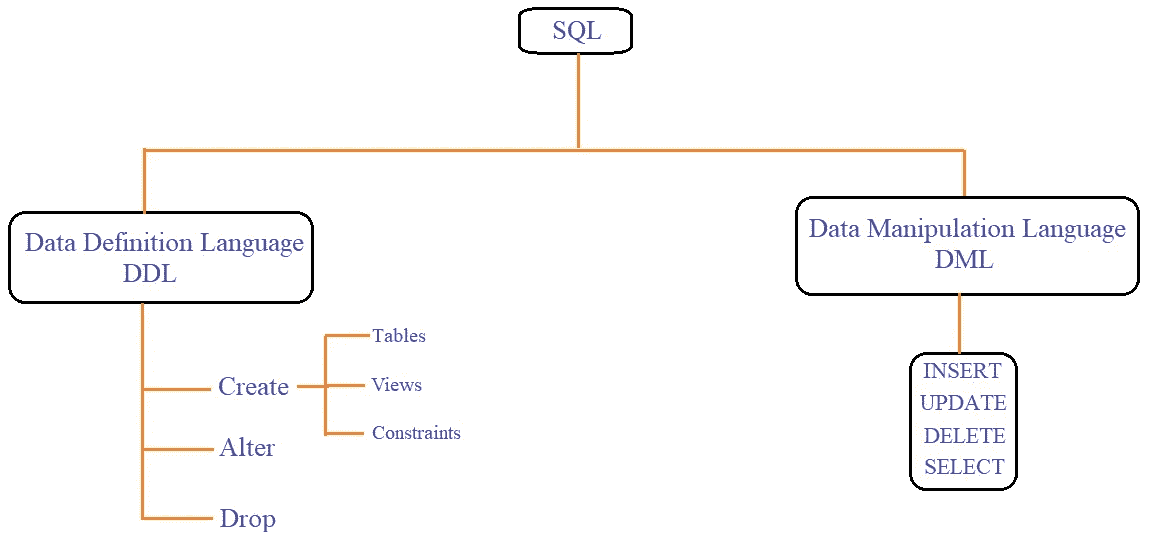 SQL
Data Definition Language
DDL
Create
Tables
Views
Constraints
Alter
Drop
Data Manipulation Language
DML
INSERT
UPDATE
DELETE
SELECT